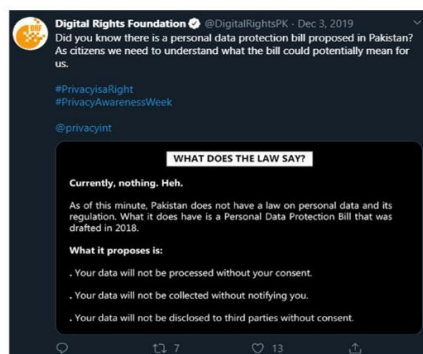 Digital Rights Foundation @DigitalRightsPK - Dec 3, 2019
Did you know there is a personal data protection bill proposed in Pakistan?
As citizens we need to understand what the bill could potentially mean for
us.
#PrivacyisaRight
#PrivacyAwarenessWeek
@privacyint
WHAT DOES THE LAW SAY?
Currently, nothing. Heh.
As of this minute, Pakistan does not have a law on personal data and its
regulation. What it does have is a Personal Data Protection Bill that was
drafted in 2018.
What it proposes is:
. Your data will not be processed without your consent.
. Your data will not be collected without notifying you.
. Your data will not be disclosed to third parties without consent.
7
13